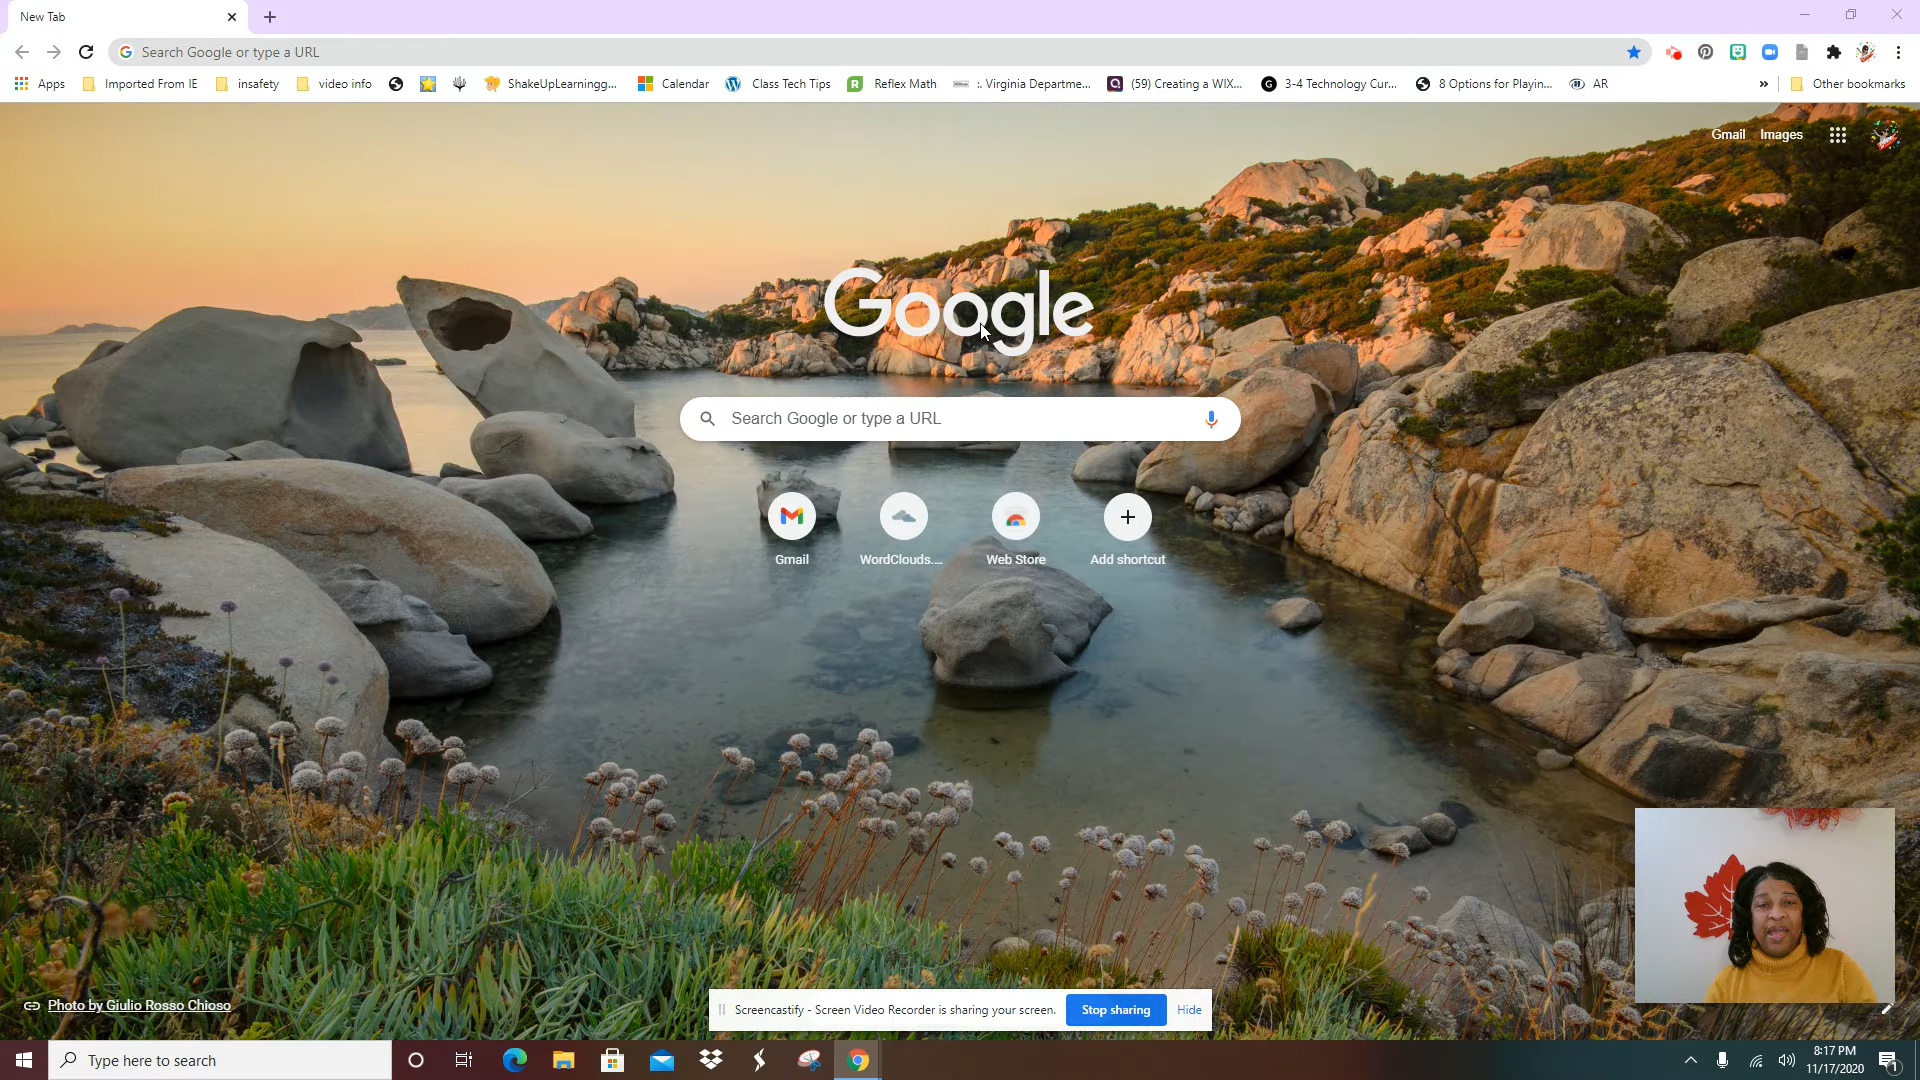 New Tab
Search Google or type a URL
Apps Imported From IE insafety video info ShakeUpLearningg... Calendar Class Tech Tips Reflex Math :. Virginia Departme... (59) Creating a WIX... 3-4 Technology Cur... 8 Options for Playin... AR » Other bookmarks
Gmail Images
Google
Search Google or type a URL
Gmail WordClouds.... Web Store Add shortcut
Photo by Giulio Rosso Chioso
Screencastify - Screen Video Recorder is sharing your screen. Stop sharing Hide
Type here to search
8:17 PM
11/17/2020
1